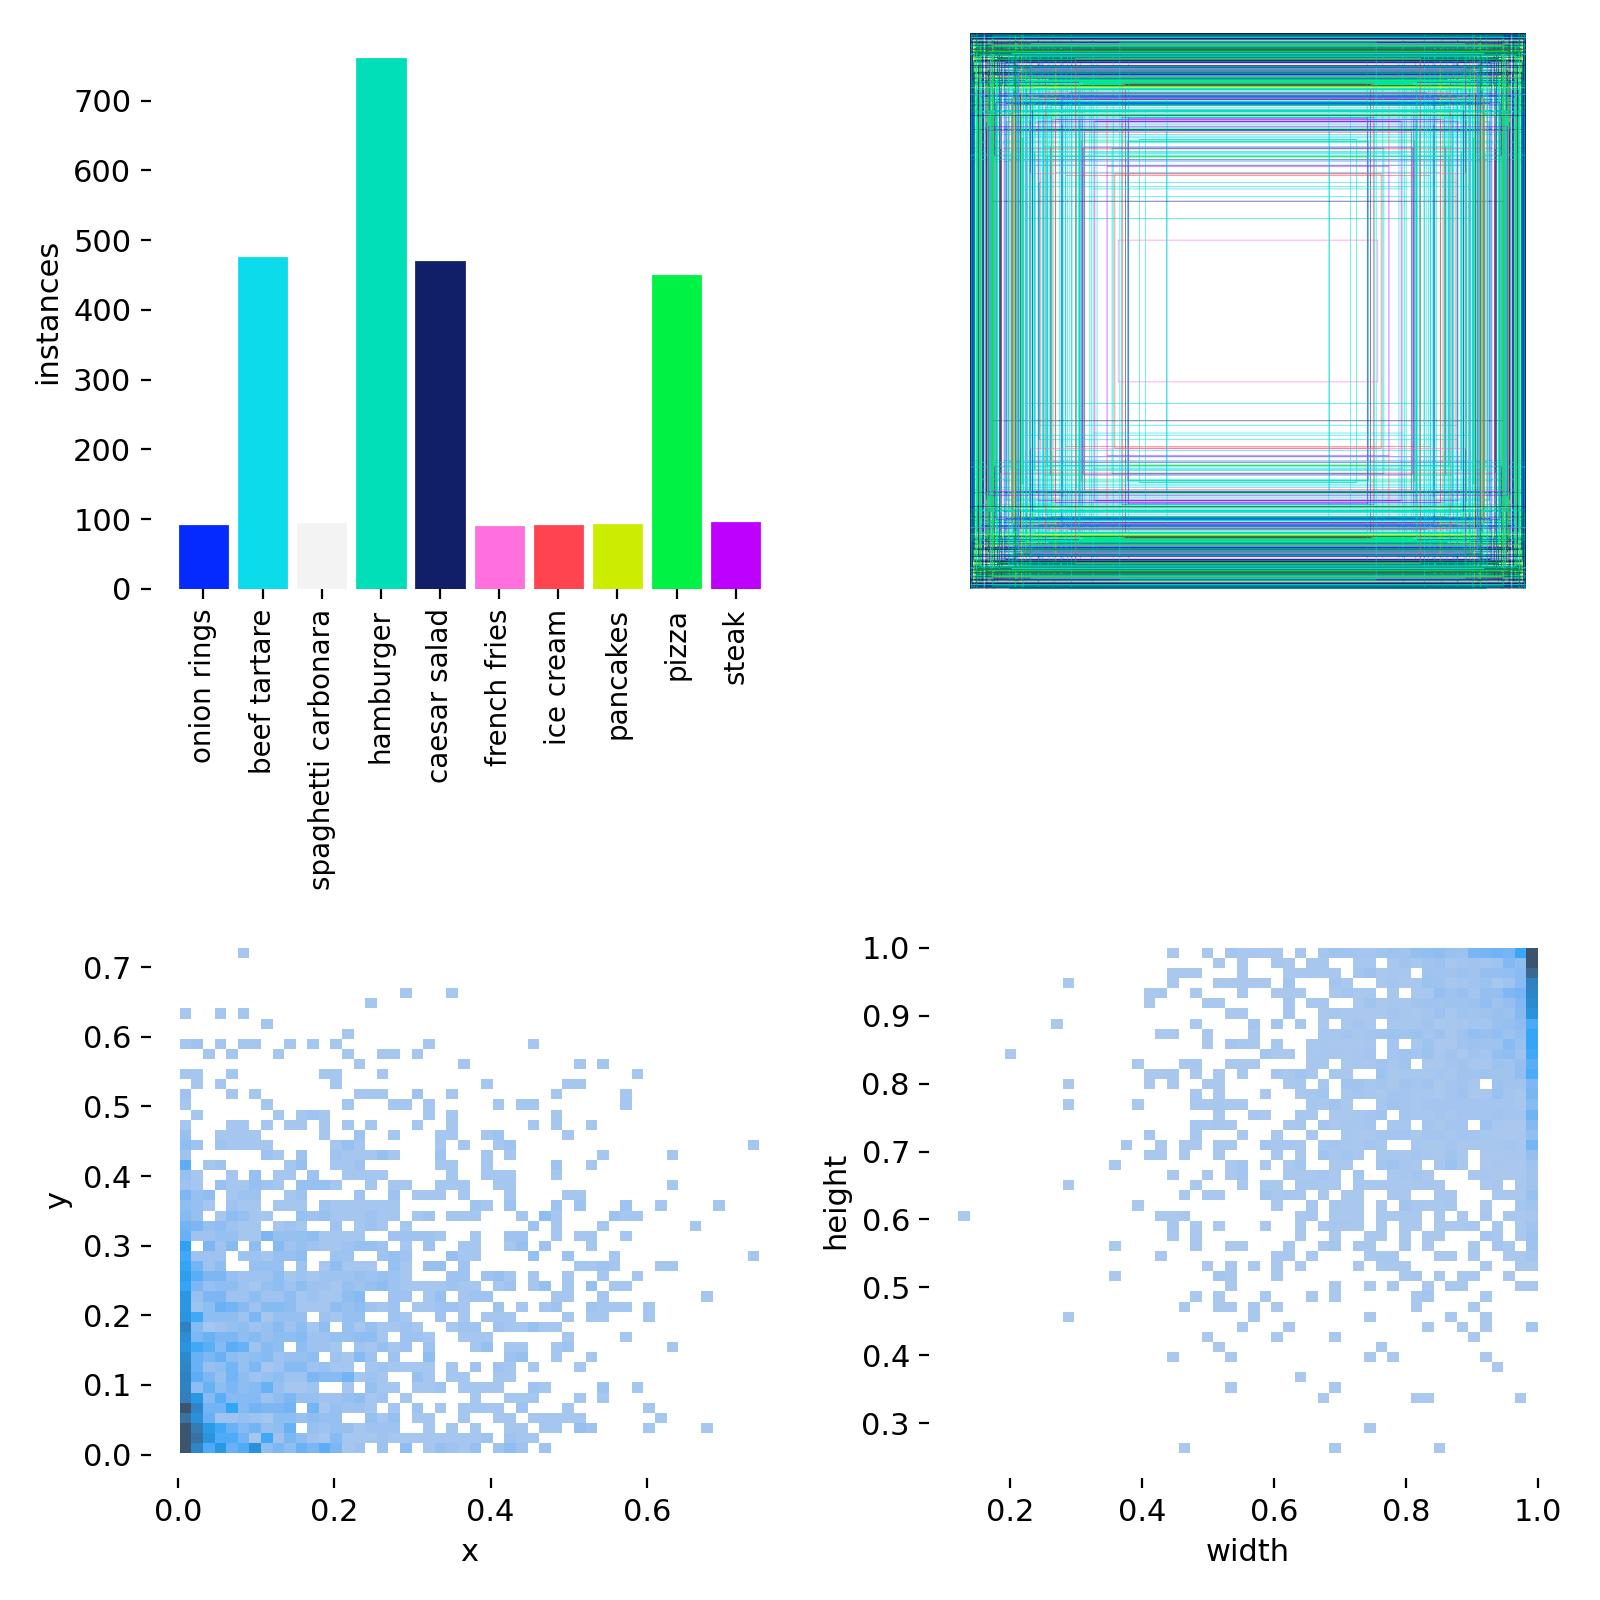 instances
700
600
500
400
300
200
100
0
onion rings
beef tartare
spaghetti carbonara
hamburger
caesar salad
french fries
ice cream
pancakes
pizza
steak
y
0.7
0.6
0.5
0.4
0.3
0.2
0.1
0.0
0.0 0.2 0.4 0.6
x
height
1.0
0.9
0.8
0.7
0.6
0.5
0.4
0.3
0.2 0.4 0.6 0.8 1.0
width